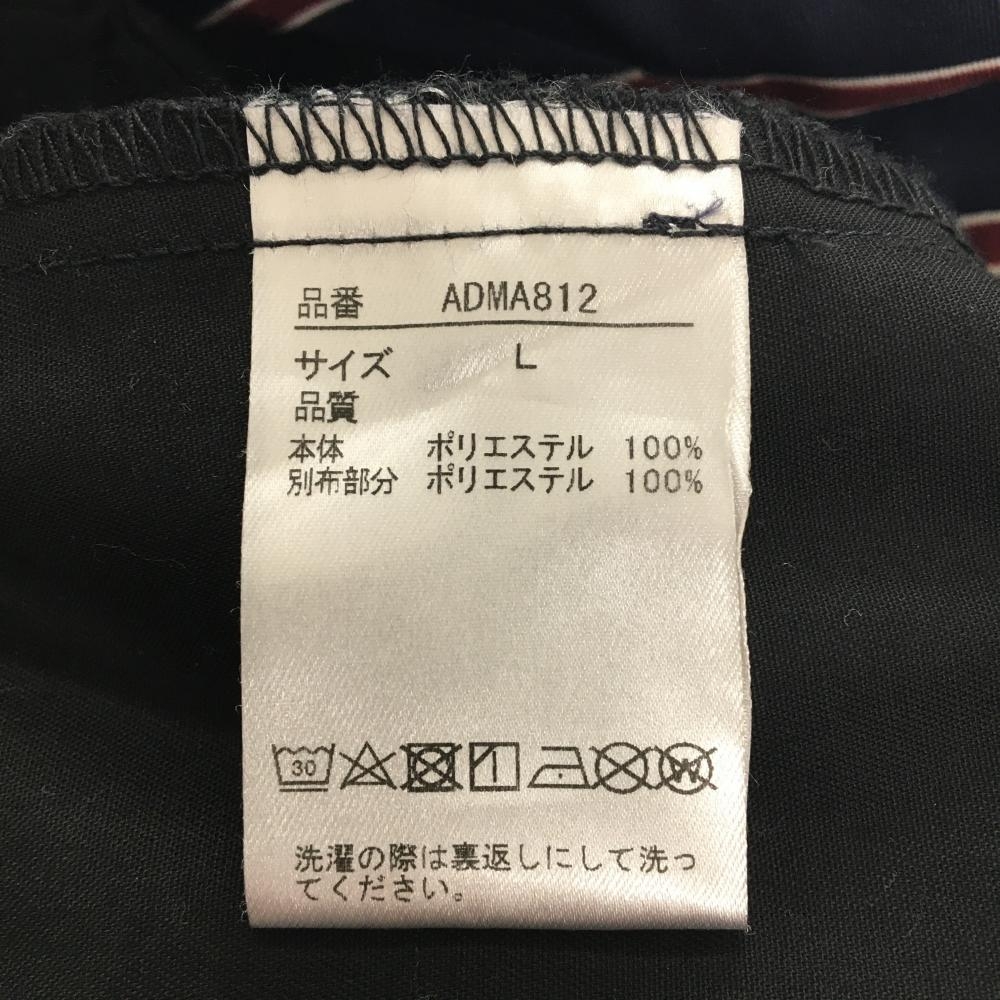 品番 ADMA812
サイズ L
品質
本体 ポリエステル 100%
別布部分 ポリエステル 100%
30 W
洗濯の際は裏返しにして洗っ
てください。